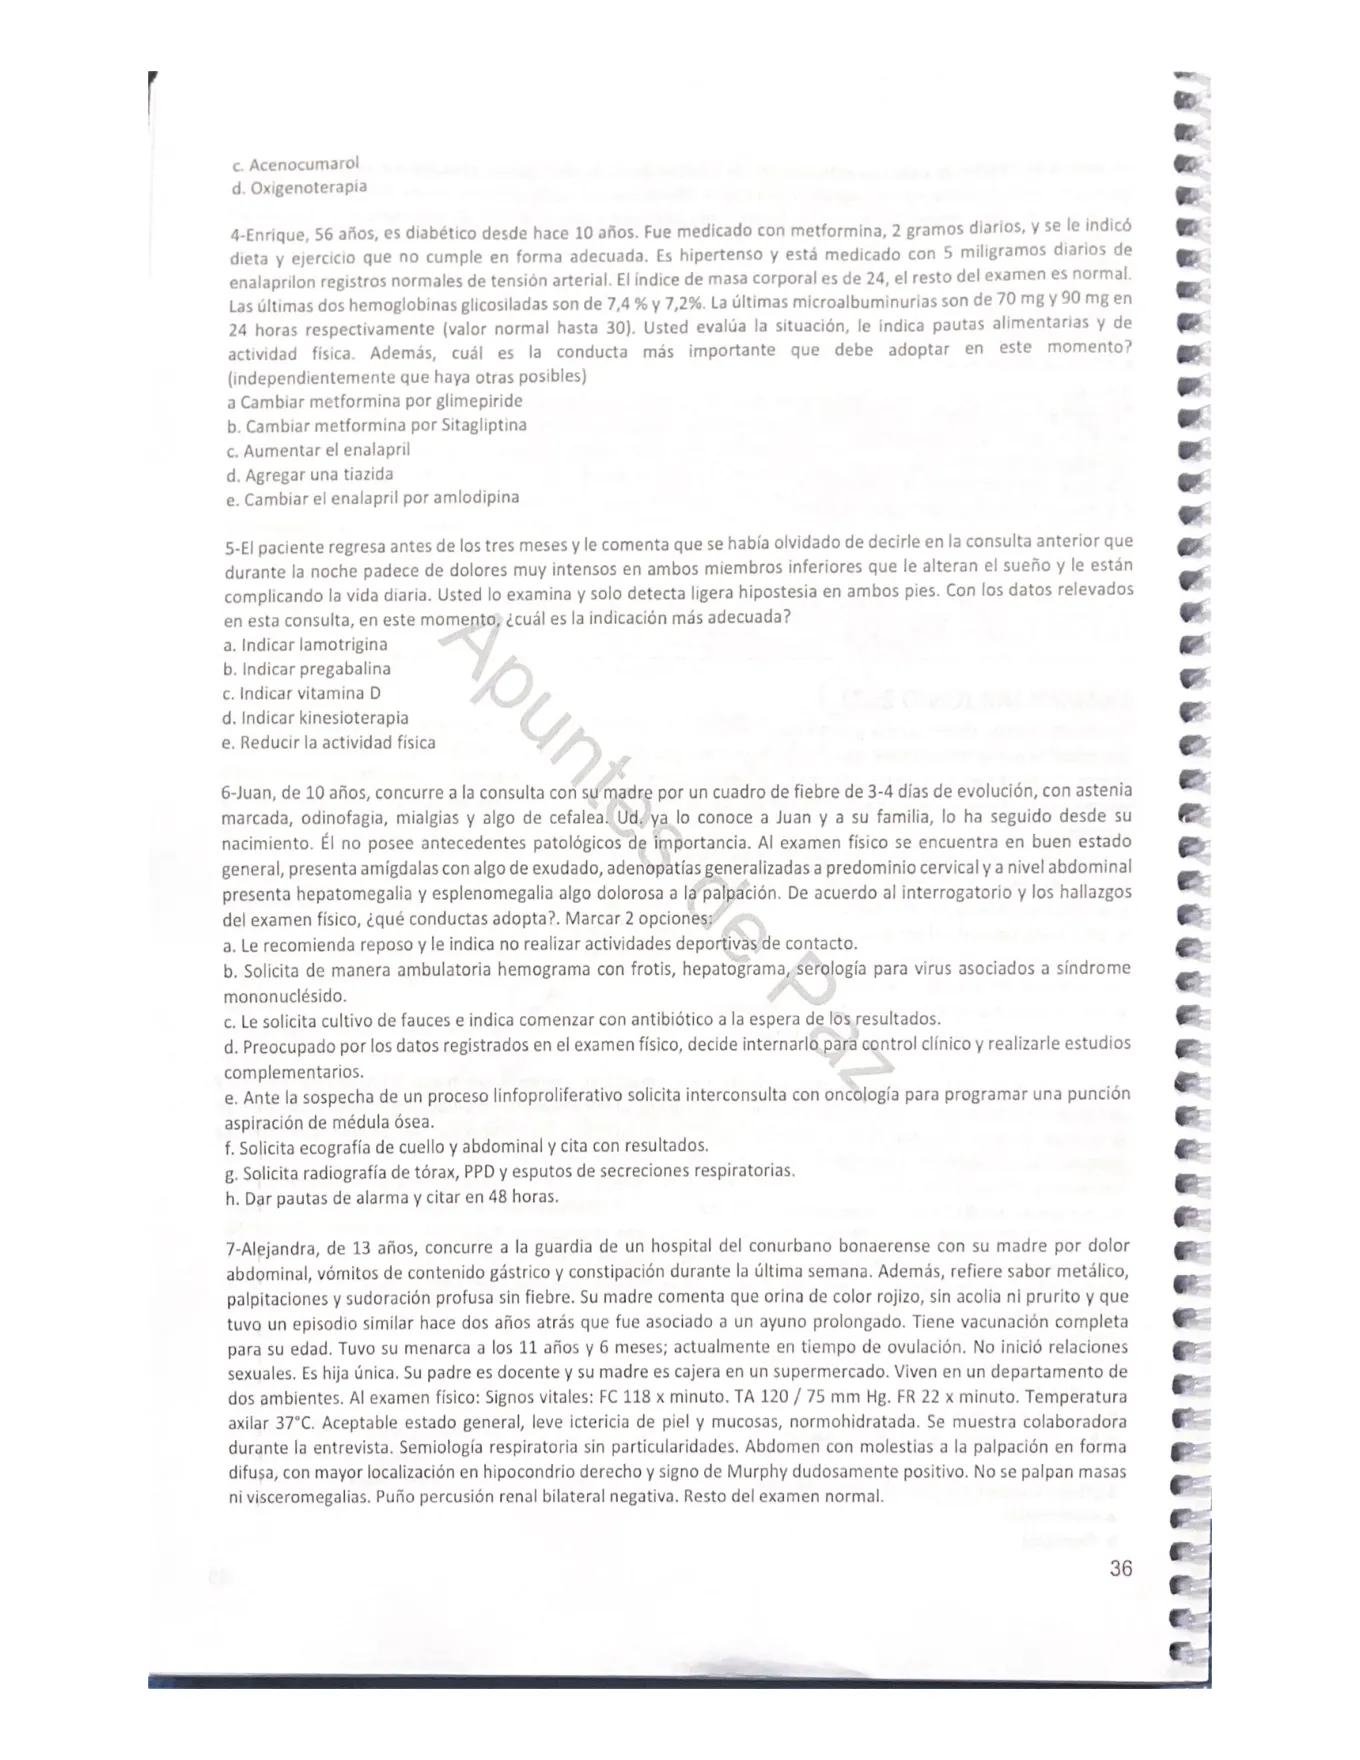 c. Acenocumarol
d. Oxigenoterapia
4-Enrique, 56 años, es diabético desde hace 10 años. Fue medicado con metformina, 2 gramos diarios, y se le indicó
dieta y ejercicio que no cumple en forma adecuada. Es hipertenso y está medicado con 5 miligramos diarios de
enalaprilon registros normales de tensión arterial. El índice de masa corporal es de 24, el resto del examen es normal.
Las últimas dos hemoglobinas glicosiladas son de 7,4 % y 7,2%. La últimas microalbuminurias son de 70 mg y 90 mg en
24 horas respectivamente (valor normal hasta 30). Usted evalúa la situación, le indica pautas alimentarias y de
actividad física. Además, cuál es la conducta más importante que debe adoptar en este momento?
(independientemente que haya otras posibles)
a Cambiar metformina por glimepiride
b. Cambiar metformina por Sitagliptina
c. Aumentar el enalapril
d. Agregar una tiazida
e. Cambiar el enalapril por amlodipina
5-El paciente regresa antes de los tres meses y le comenta que se había olvidado de decirle en la consulta anterior que
durante la noche padece de dolores muy intensos en ambos miembros inferiores que le alteran el sueño y le están
complicando la vida diaria. Usted lo examina y solo detecta ligera hipostesia en ambos pies. Con los datos relevados
en esta consulta, en este momento, ¿cuál es la indicación más adecuada?
a. Indicar lamotrigina
b. Indicar pregabalina
c. Indicar vitamina D
d. Indicar kinesioterapia
e. Reducir la actividad física
6-Juan, de 10 años, concurre a la consulta con su madre por un cuadro de fiebre de 3-4 días de evolución, con astenia
marcada, odinofagia, mialgias y algo de cefalea. Ud. ya lo conoce a Juan y a su familia, lo ha seguido desde su
nacimiento. Él no posee antecedentes patológicos de importancia. Al examen físico se encuentra en buen estado
general, presenta amígdalas con algo de exudado, adenopatías generalizadas a predominio cervical y a nivel abdominal
presenta hepatomegalia y esplenomegalia algo dolorosa a la palpación. De acuerdo al interrogatorio y los hallazgos
del examen físico, ¿qué conductas adopta?. Marcar 2 opciones:
a. Le recomienda reposo y le indica no realizar actividades deportivas de contacto.
b. Solicita de manera ambulatoria hemograma con frotis, hepatograma, serología para virus asociados a síndrome
mononuclésido.
c. Le solicita cultivo de fauces e indica comenzar con antibiótico a la espera de los resultados.
d. Preocupado por los datos registrados en el examen físico, decide internarlo para control clínico y realizarle estudios
complementarios.
e. Ante la sospecha de un proceso linfoproliferativo solicita interconsulta con oncología para programar una punción
aspiración de médula ósea.
f. Solicita ecografía de cuello y abdominal y cita con resultados.
g. Solicita radiografía de tórax, PPD y esputos de secreciones respiratorias.
h. Dar pautas de alarma y citar en 48 horas.
7-Alejandra, de 13 años, concurre a la guardia de un hospital del conurbano bonaerense con su madre por dolor
abdominal, vómitos de contenido gástrico y constipación durante la última semana. Además, refiere sabor metálico,
palpitaciones y sudoración profusa sin fiebre. Su madre comenta que orina de color rojizo, sin acolia ni prurito y que
tuvo un episodio similar hace dos años atrás que fue asociado a un ayuno prolongado. Tiene vacunación completa
para su edad. Tuvo su menarca a los 11 años y 6 meses; actualmente en tiempo de ovulación. No inició relaciones
sexuales. Es hija única. Su padre es docente y su madre es cajera en un supermercado. Viven en un departamento de
dos ambientes. Al examen físico: Signos vitales: FC 118 x minuto. TA 120 / 75 mm Hg. FR 22 x minuto. Temperatura
axilar 37°C. Aceptable estado general, leve ictericia de piel y mucosas, normohidratada. Se muestra colaboradora
durante la entrevista. Semiología respiratoria sin particularidades. Abdomen con molestias a la palpación en forma
difusa, con mayor localización en hipocondrio derecho y signo de Murphy dudosamente positivo. No se palpan masas
ni visceromegalias. Puño percusión renal bilateral negativa. Resto del examen normal.
36
Apuntes de Paz